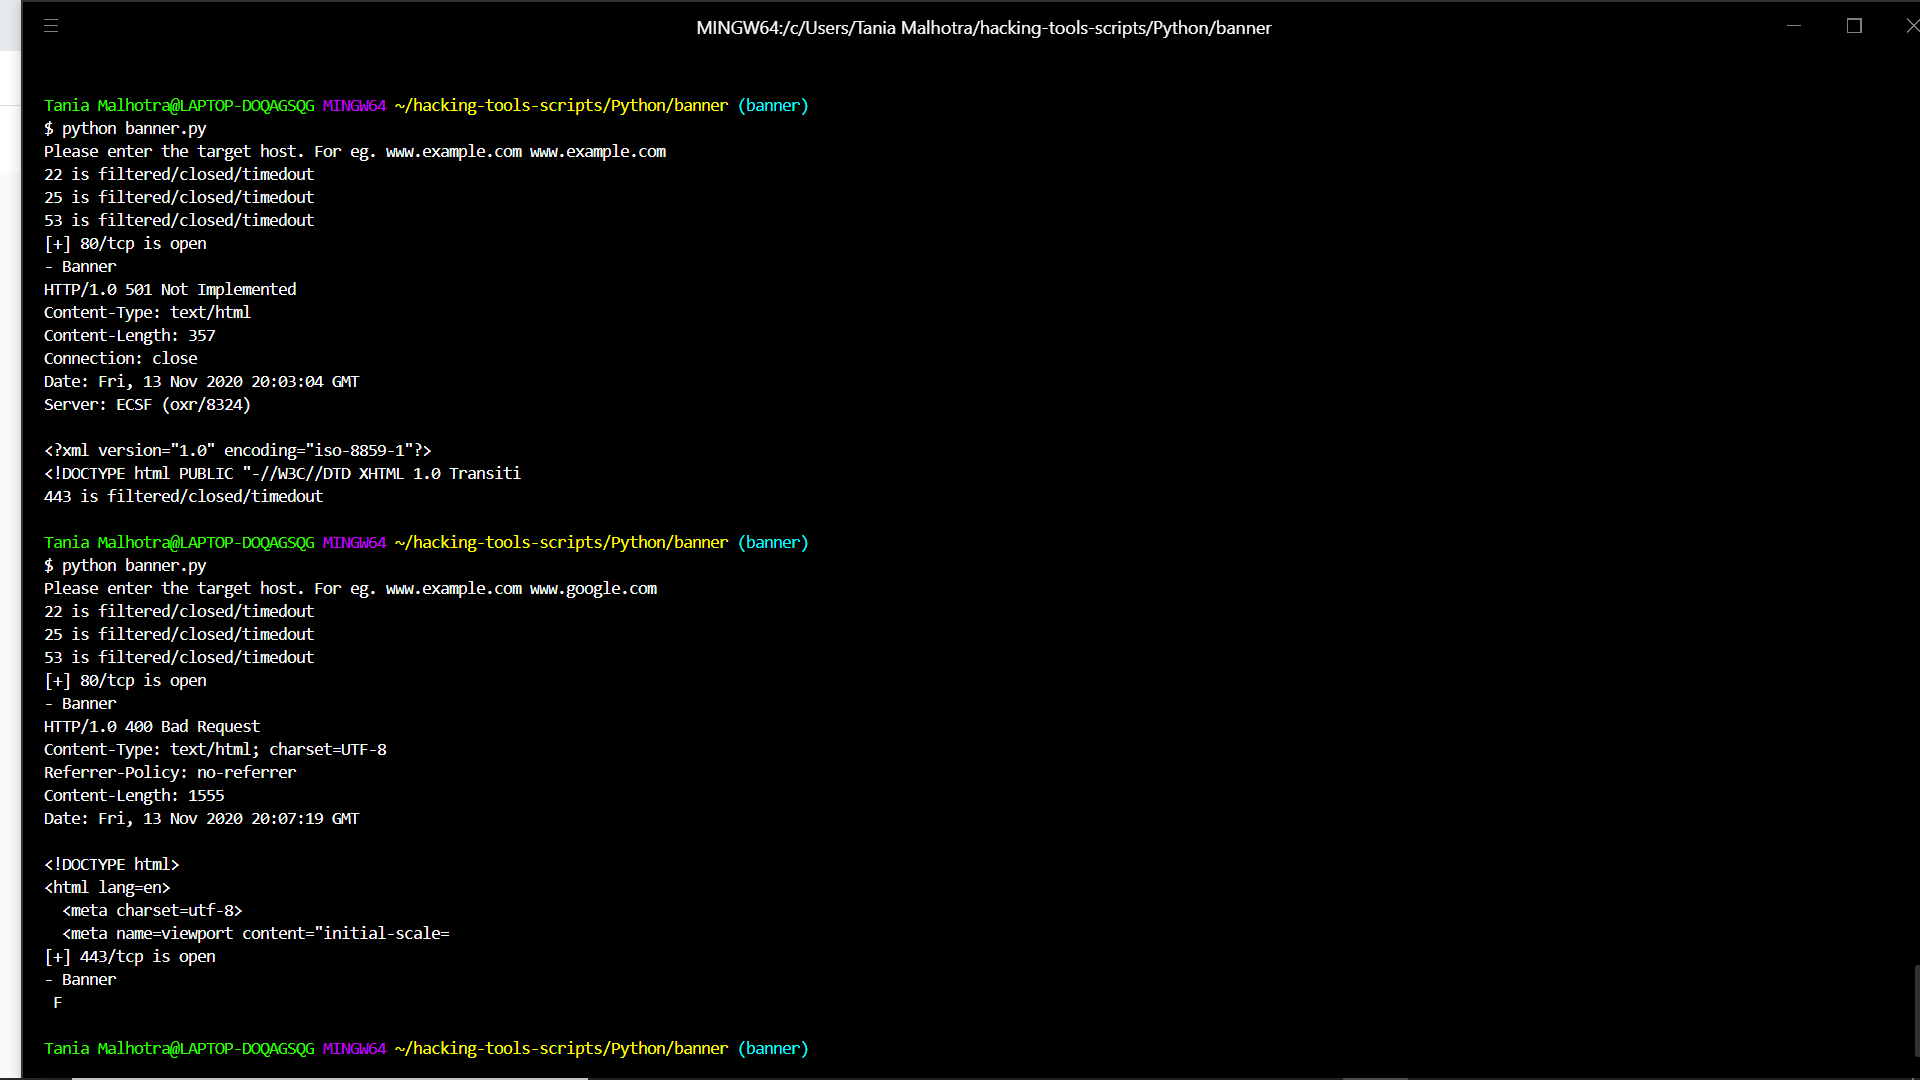 MINGW64:/c/Users/Tania Malhotra/hacking-tools-scripts/Python/banner
Tania Malhotra@LAPTOP-DOQAGSQG MINGW64 ~/hacking-tools-scripts/Python/banner (banner)
$ python banner.py
Please enter the target host. For eg. www.example.com www.example.com
22 is filtered/closed/timedout
25 is filtered/closed/timedout
53 is filtered/closed/timedout
[+] 80/tcp is open
- Banner
HTTP/1.0 501 Not Implemented
Content-Type: text/html
Content-Length: 357
Connection: close
Date: Fri, 13 Nov 2020 20:03:04 GMT
Server: ECSF (oxr/8324)
<?xml version="1.0" encoding="iso-8859-1"?>
<!DOCTYPE html PUBLIC "-//W3C//DTD XHTML 1.0 Transiti
443 is filtered/closed/timedout
Tania Malhotra@LAPTOP-DOQAGSQG MINGW64 ~/hacking-tools-scripts/Python/banner (banner)
$ python banner.py
Please enter the target host. For eg. www.example.com www.google.com
22 is filtered/closed/timedout
25 is filtered/closed/timedout
53 is filtered/closed/timedout
[+] 80/tcp is open
- Banner
HTTP/1.0 400 Bad Request
Content-Type: text/html; charset=UTF-8
Referrer-Policy: no-referrer
Content-Length: 1555
Date: Fri, 13 Nov 2020 20:07:19 GMT
<!DOCTYPE html>
<html lang=en>
  <meta charset=utf-8>
  <meta name=viewport content="initial-scale=
[+] 443/tcp is open
- Banner
 F
Tania Malhotra@LAPTOP-DOQAGSQG MINGW64 ~/hacking-tools-scripts/Python/banner (banner)